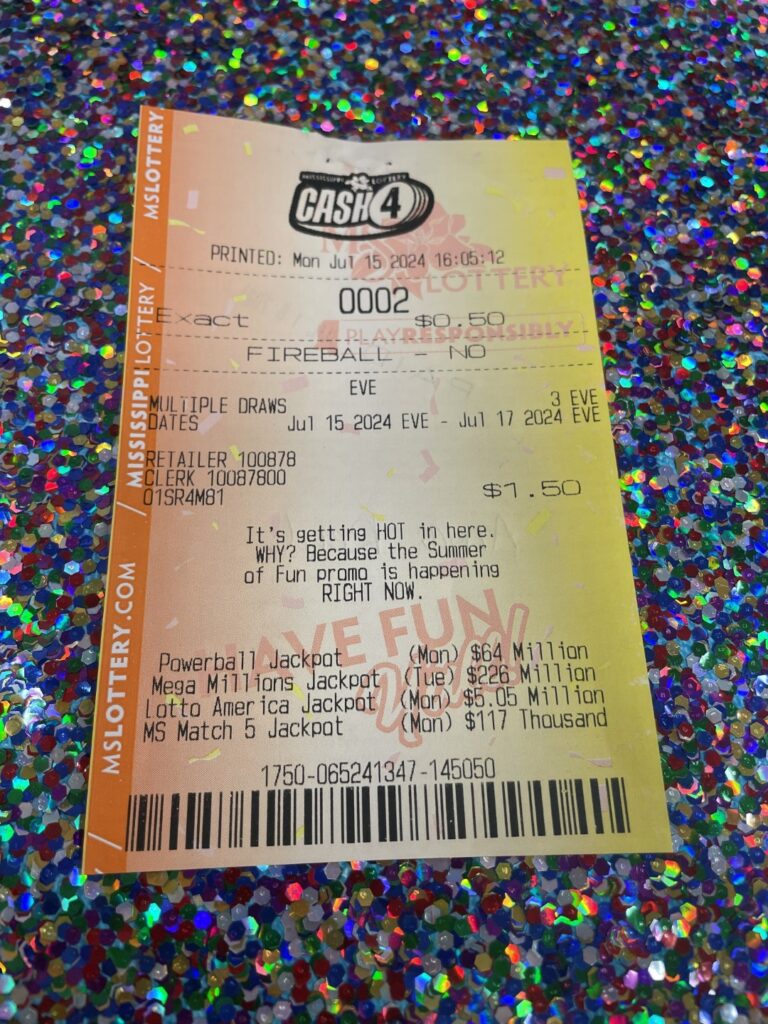 MSLOTTERY
MISSISSIPPI LOTTERY
MSLOTTERY.COM
MISSISSIPPI LOTTERY
CASH 4
PRINTED: Mon Jul 15 2024 16:05:12
LOTTERY
0002
Exact $0.50
PLAY RESPONSIBLY
FIREBALL - NO
EVE
MULTIPLE DRAWS 3 EVE
DATES Jul 15 2024 EVE - Jul 17 2024 EVE
RETAILER 100878
CLERK 10087800
01SR4M81
$1.50
It's getting HOT in here.
WHY? Because the Summer
of Fun promo is happening
RIGHT NOW.
HAVE FUN
Y'all!
Powerball Jackpot (Mon) $64 Million
Mega Millions Jackpot (Tue) $226 Million
Lotto America Jackpot (Mon) $5.05 Million
MS Match 5 Jackpot (Mon) $117 Thousand
1750-065241347-145050